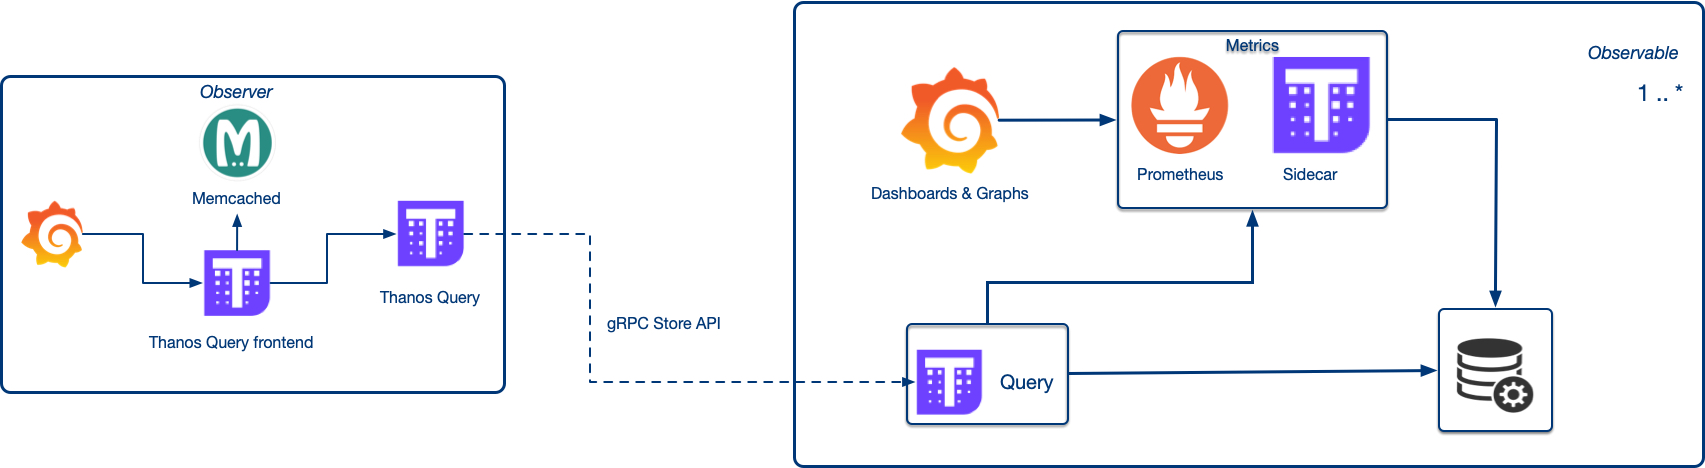 Observer
Memcached
Thanos Query
Thanos Query frontend
gRPC Store API
Metrics
Observable
1 .. *
Prometheus
Sidecar
Dashboards & Graphs
Query